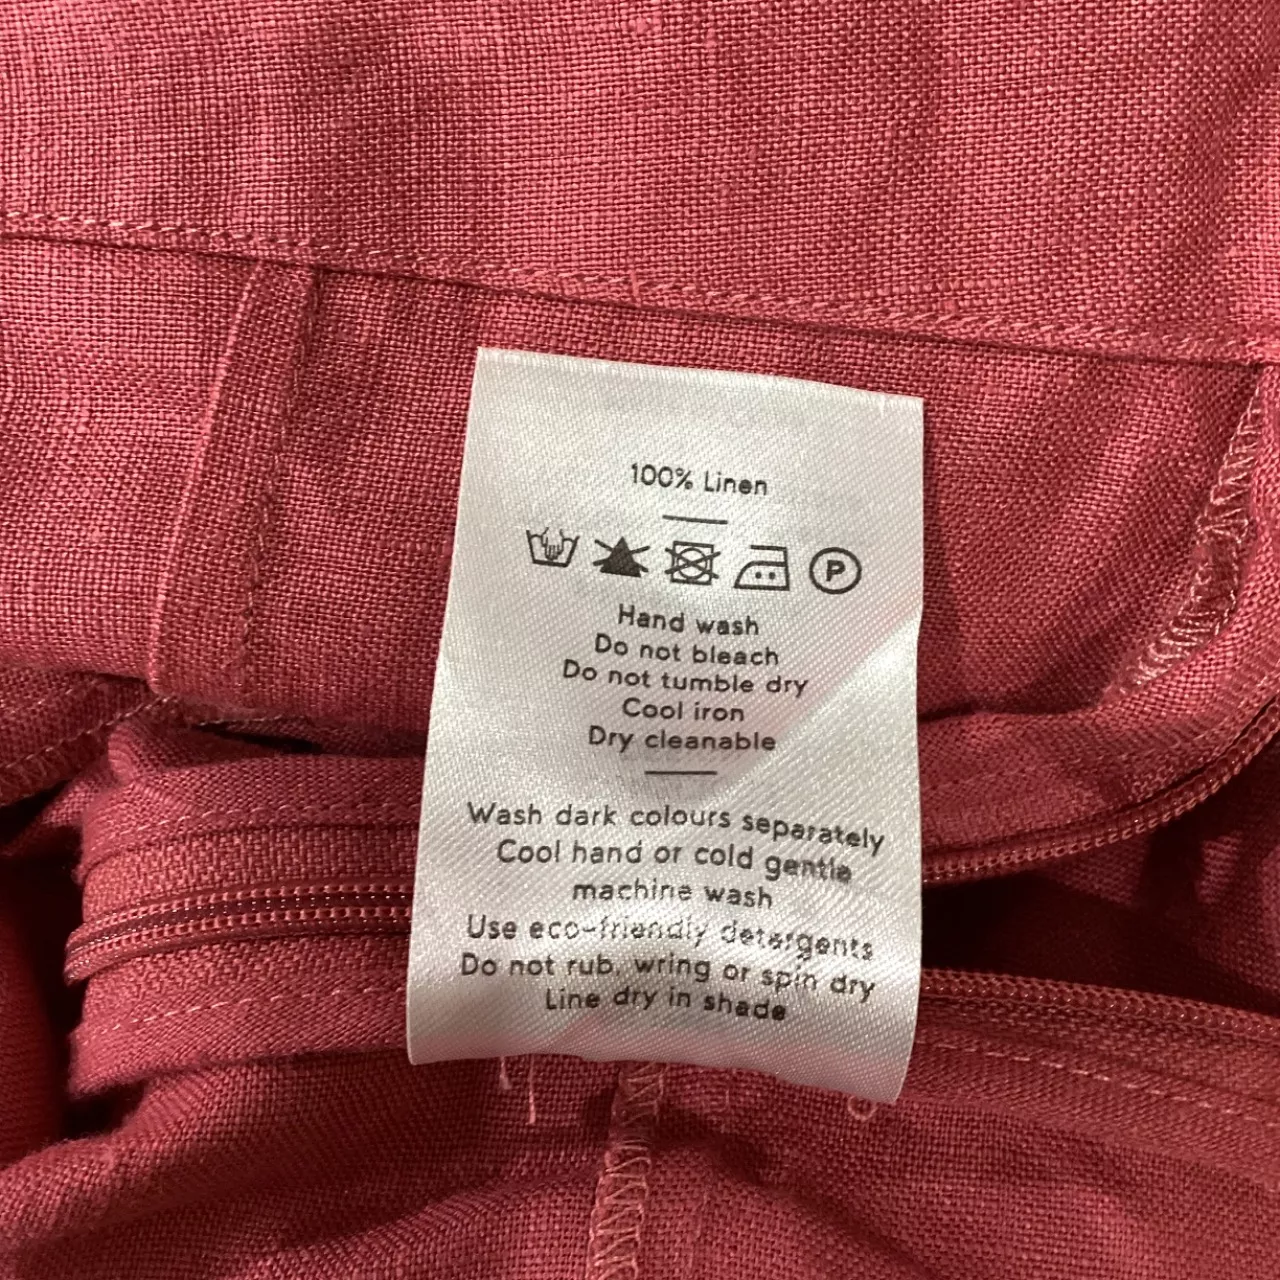 100% Linen
P
Hand wash
Do not bleach
Do not tumble dry
Cool iron
Dry cleanable
Wash dark colours separately
Cool hand or cold gentle
machine wash
Use eco-friendly detergents
Do not rub, wring or spin dry
Line dry in shade